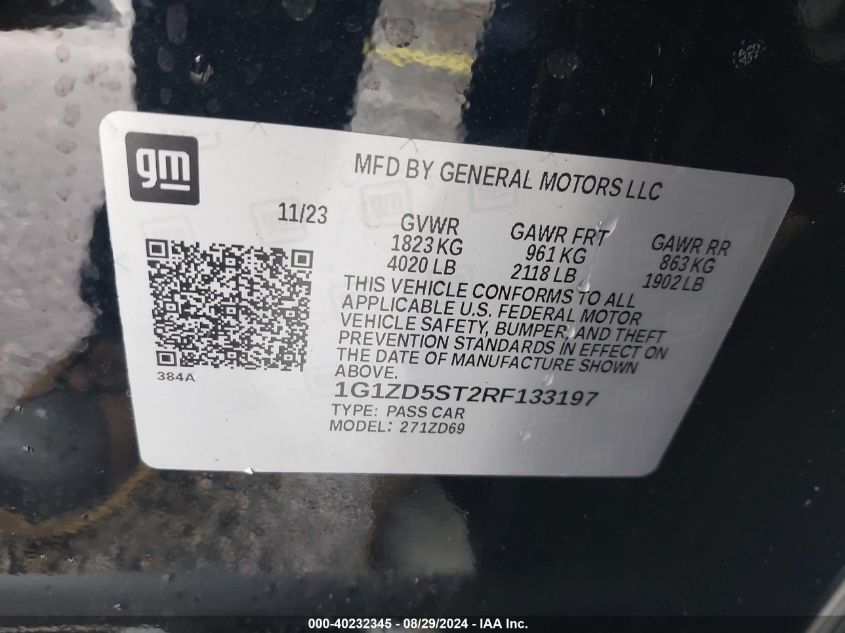 gm
MFD BY GENERAL MOTORS LLC
11/23
GVWR
1823 KG
4020 LB
GAWR FRT
961 KG
2118 LB
GAWR RR
863 KG
1902 LB
THIS VEHICLE CONFORMS TO ALL
APPLICABLE U.S. FEDERAL MOTOR
VEHICLE SAFETY, BUMPER, AND THEFT
PREVENTION STANDARDS IN EFFECT ON
THE DATE OF MANUFACTURE SHOWN
ABOVE.
384A
1G1ZD5ST2RF133197
TYPE: PASS CAR
MODEL: 271ZD69
000-40232345 - 08/29/2024 - IAA Inc.